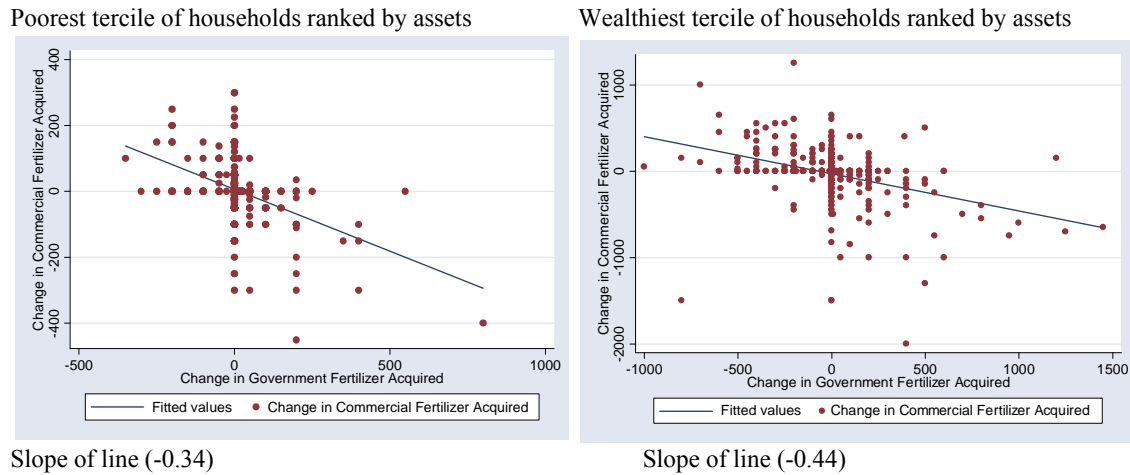 Poorest tercile of households ranked by assets
400
200
0
-200
-400
Change in Commercial Fertilizer Acquired
-500
0
500
1000
Change in Government Fertilizer Acquired
Fitted values
Change in Commercial Fertilizer Acquired
Slope of line (-0.34)
Wealthiest tercile of households ranked by assets
1000
0
-1000
-2000
Change in Commercial Fertilizer Acquired
-1000
-500
0
500
1000
1500
Change in Government Fertilizer Acquired
Fitted values
Change in Commercial Fertilizer Acquired
Slope of line (-0.44)